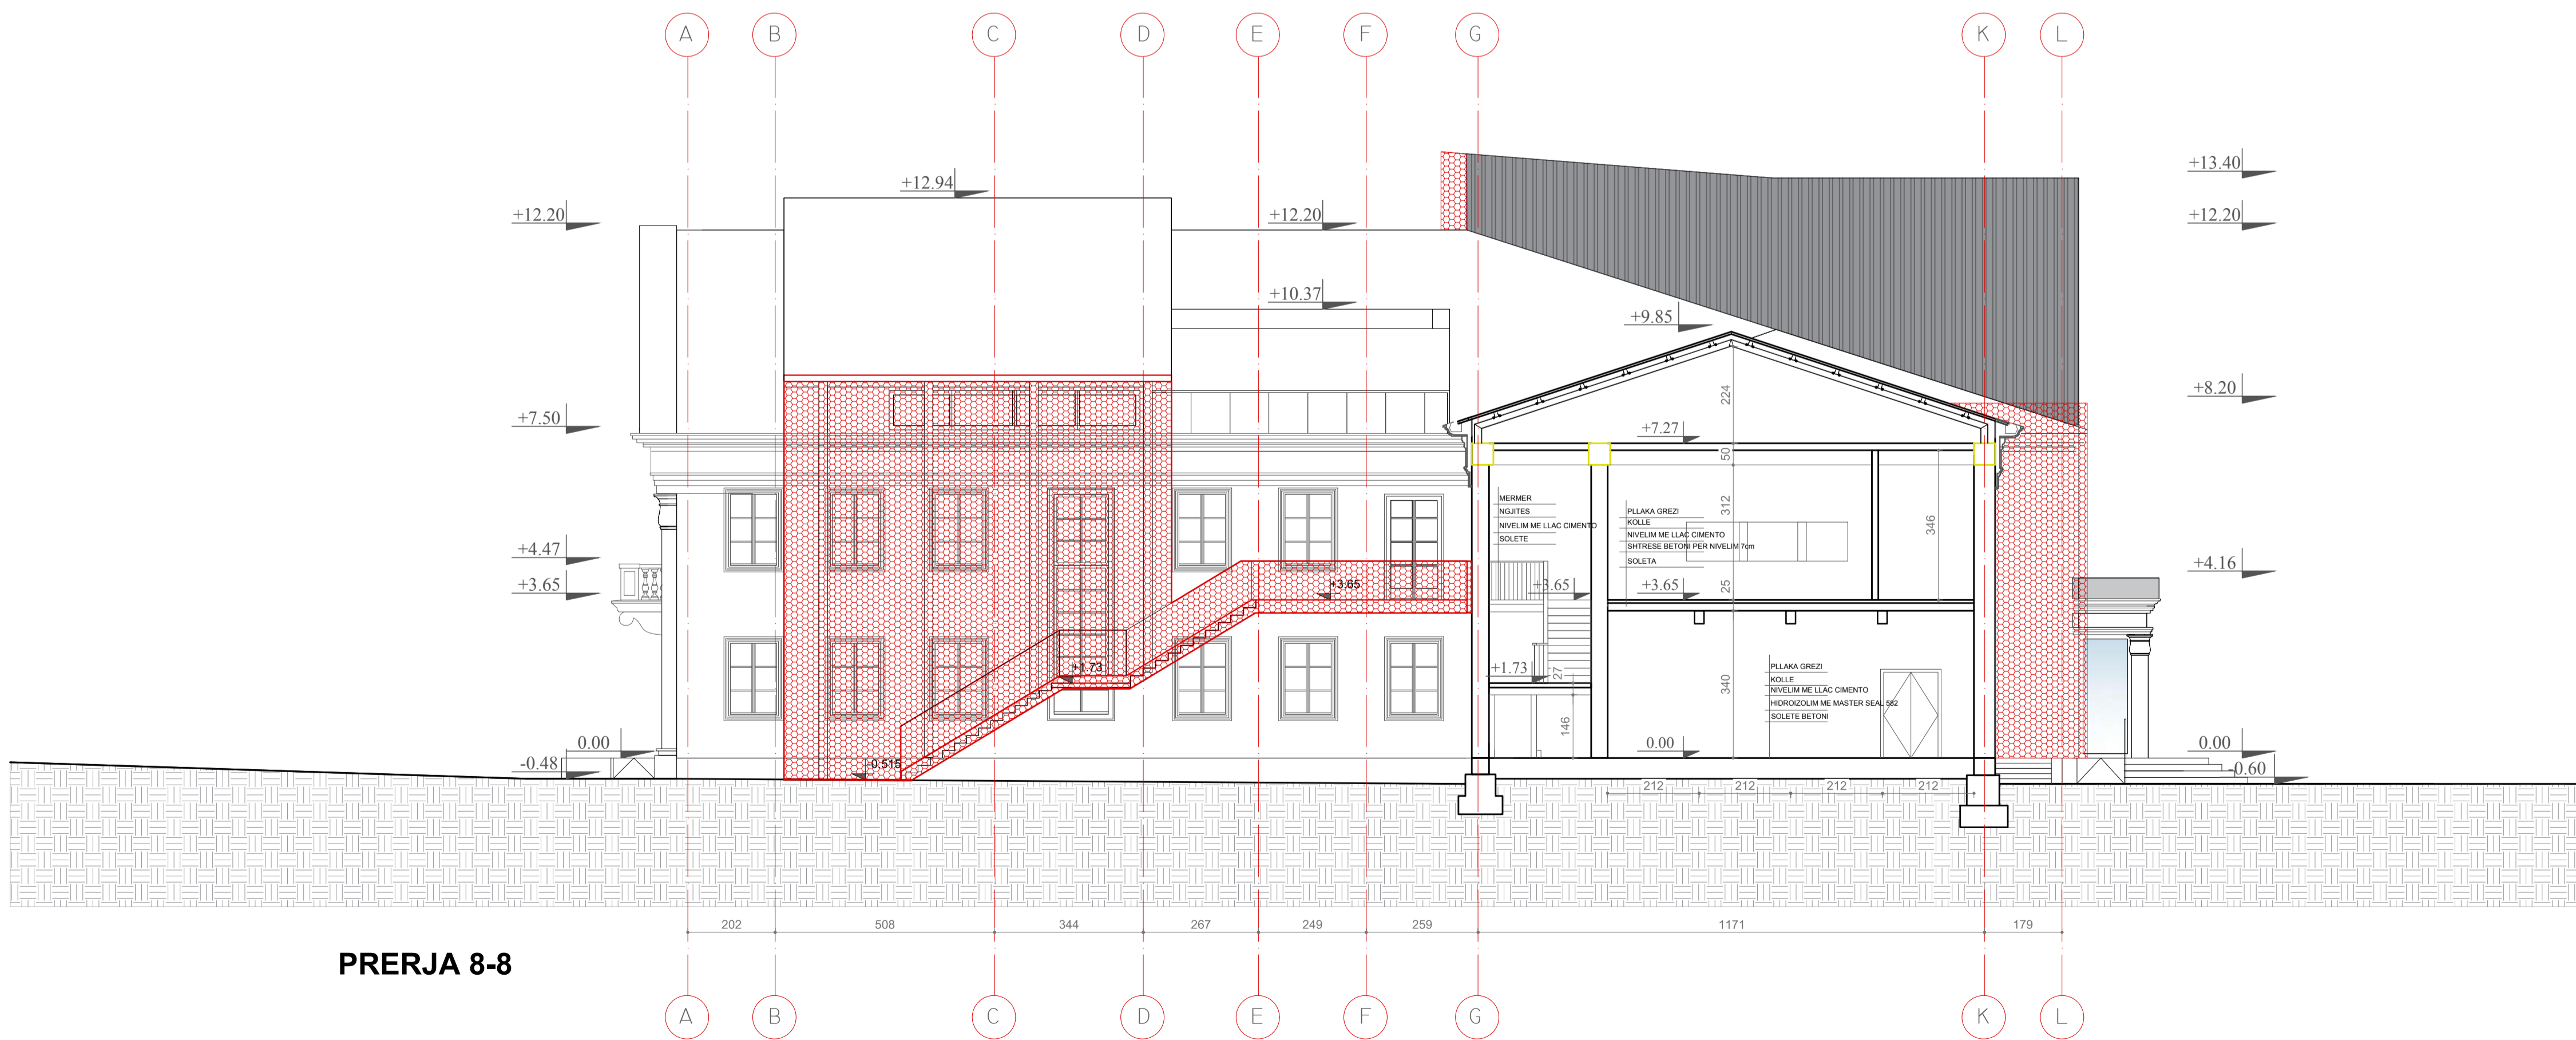 A B C D E F G K L
+12.94
+13.40
+12.20
+12.20
+12.20
+10.37
+9.85
+8.20
224
+7.50
+7.27
50
MERMER
NGJITES
NIVELIM ME LLAC CIMENTO
SOLETE
PLLAKA GREZI
KOLLE
NIVELIM ME LLAC CIMENTO
SHTRESE BETONI PER NIVELIM 7cm
SOLETA
312
346
+4.47
+4.16
+3.65
+3.65
+3.65
+3.65
25
+1.73
+1.73
27
146
340
PLLAKA GREZI
KOLLE
NIVELIM ME LLAC CIMENTO
HIDROIZOLIM ME MASTER SEAL 582
SOLETE BETONI
0.00
0.00
0.00
-0.48
-0.515
-0.60
212 212 212 212
202 508 344 267 249 259 1171 179
PRERJA 8-8
A B C D E F G K L